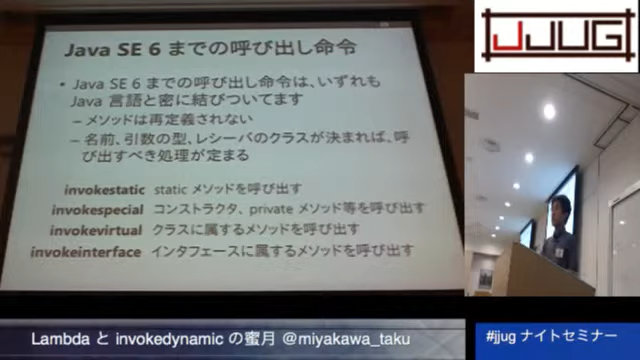 Java SE 6 までの呼び出し命令
• Java SE 6 までの呼び出し命令は、いずれも
Java 言語と密に結びついてます
– メソッドは再定義されない
– 名前、引数の型、レシーバのクラスが決まれば、呼
び出すべき処理が定まる
invokestatic static メソッドを呼び出す
invokespecial コンストラクタ、private メソッド等を呼び出す
invokevirtual クラスに属するメソッドを呼び出す
invokeinterface インタフェースに属するメソッドを呼び出す
JJUG
Lambda と invokedynamic の蜜月 @miyakawa_taku
#jjug ナイトセミナー